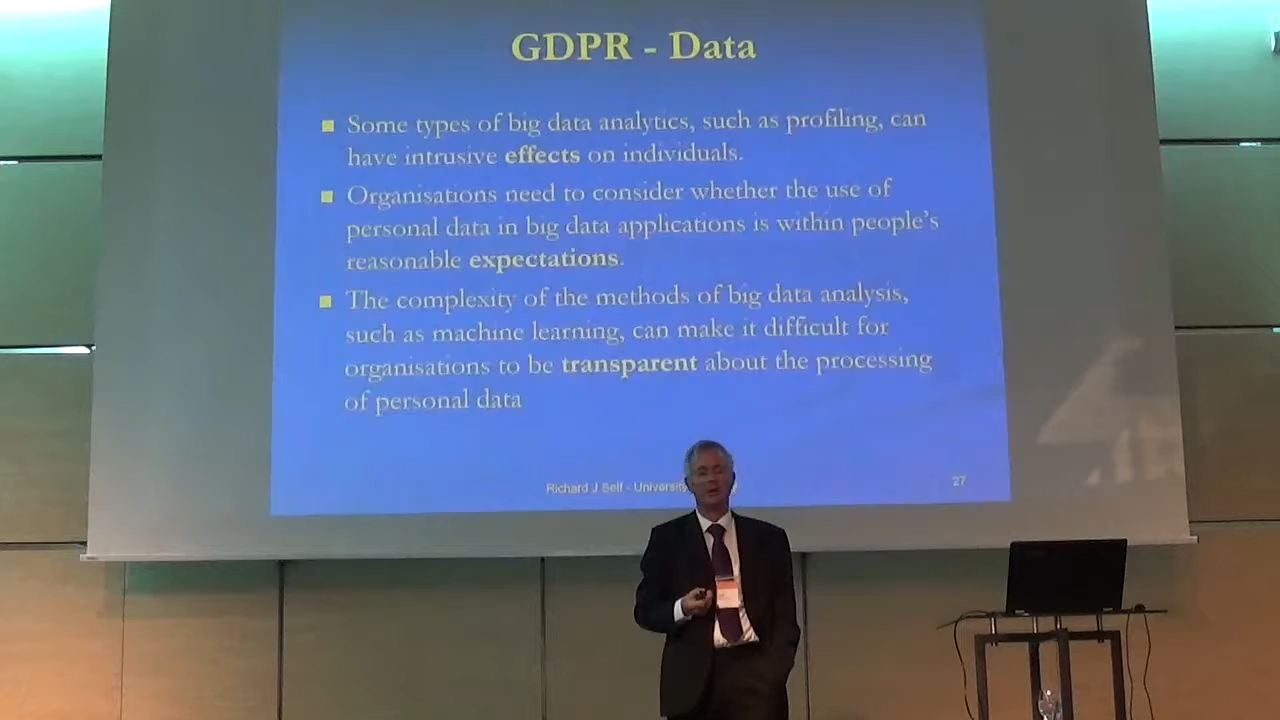 GDPR - Data
Some types of big data analytics, such as profiling, can
have intrusive effects on individuals.
Organisations need to consider whether the use of
personal data in big data applications is within people's
reasonable expectations.
The complexity of the methods of big data analysis,
such as machine learning, can make it difficult for
organisations to be transparent about the processing
of personal data
Richard J Self - University
27